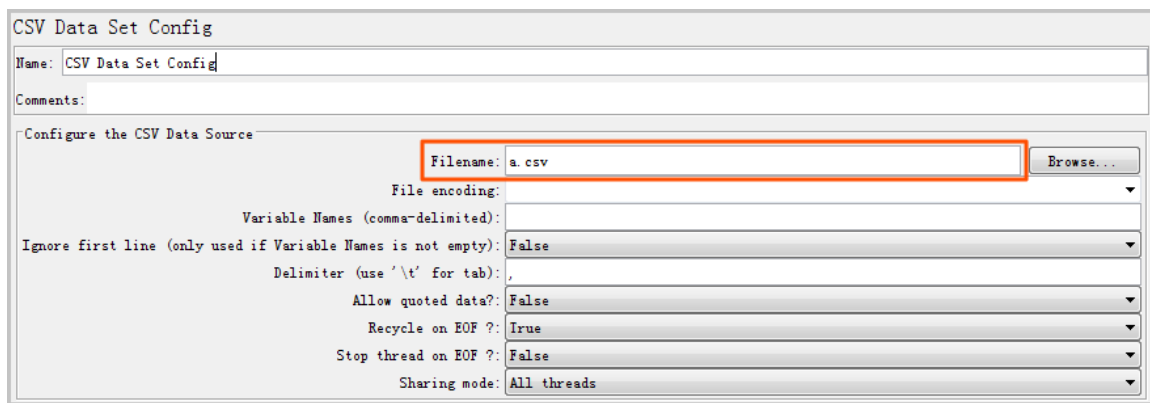 CSV Data Set Config
Name: CSV Data Set Config
Comments:
Configure the CSV Data Source
Filename: a.csv Browse...
File encoding:
Variable Names (comma-delimited):
Ignore first line (only used if Variable Names is not empty): False
Delimiter (use '\t' for tab): ,
Allow quoted data?: False
Recycle on EOF ?: True
Stop thread on EOF ?: False
Sharing mode: All threads